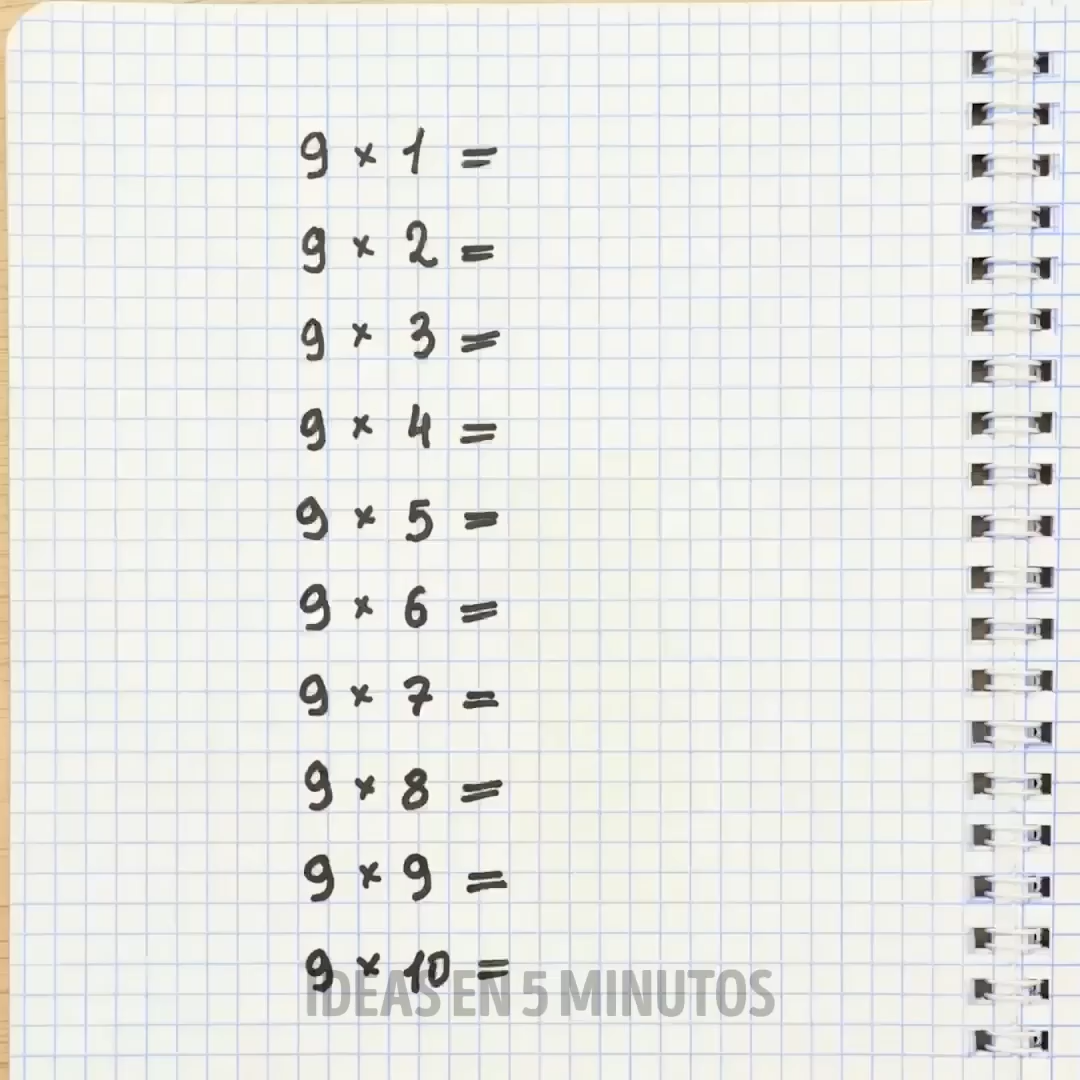 9 × 1 =
9 × 2 =
9 × 3 =
9 × 4 =
9 × 5 =
9 × 6 =
9 × 7 =
9 × 8 =
9 × 9 =
9 × 10 =
IDEAS EN 5 MINUTOS